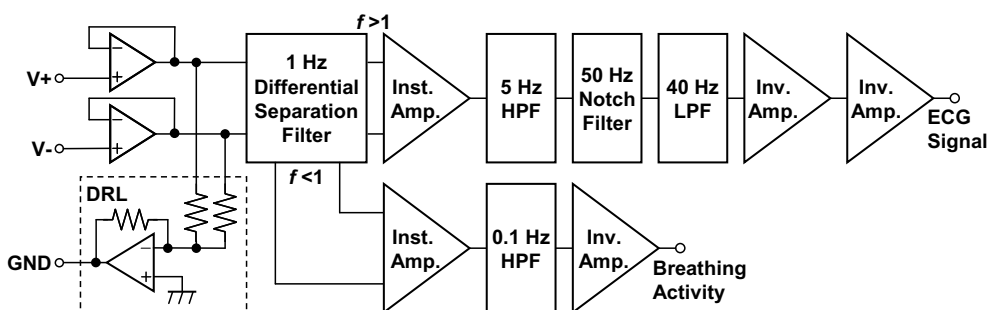 V+
−
+
V-
−
+
1 Hz
Differential
Separation
Filter
f >1
f <1
Inst.
Amp.
5 Hz
HPF
50 Hz
Notch
Filter
40 Hz
LPF
Inv.
Amp.
Inv.
Amp.
ECG
Signal
DRL
GND
−
+
Inst.
Amp.
0.1 Hz
HPF
Inv.
Amp.
Breathing
Activity